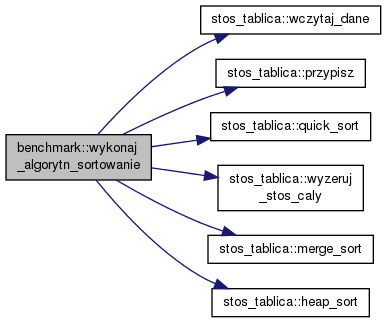 stos_tablica::wczytaj_dane
stos_tablica::przypisz
stos_tablica::quick_sort
benchmark::wykonaj
_algorytn_sortowanie
stos_tablica::wyzeruj
_stos_caly
stos_tablica::merge_sort
stos_tablica::heap_sort